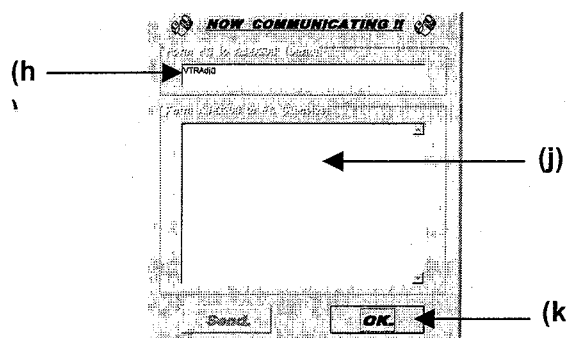 NOW COMMUNICATING !!
(h
)
VTRAdj0
(j)
Send.
OK.
(k